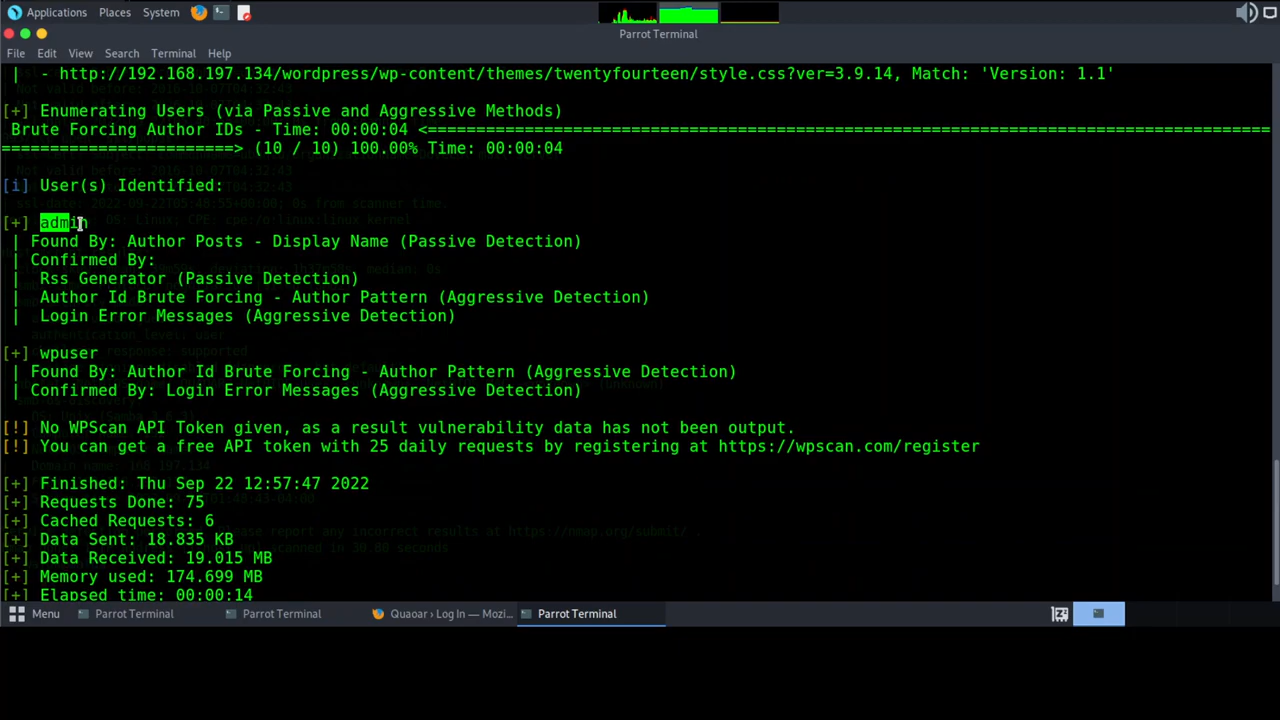 Applications Places System
Parrot Terminal
File Edit View Search Terminal Help
| - http://192.168.197.134/wordpress/wp-content/themes/twentyfourteen/style.css?ver=3.9.14, Match: 'Version: 1.1'
[+] Enumerating Users (via Passive and Aggressive Methods)
Brute Forcing Author IDs - Time: 00:00:04 <=======================================================================================
========================> (10 / 10) 100.00% Time: 00:00:04
[i] User(s) Identified:
[+] admin
| Found By: Author Posts - Display Name (Passive Detection)
| Confirmed By:
| Rss Generator (Passive Detection)
| Author Id Brute Forcing - Author Pattern (Aggressive Detection)
| Login Error Messages (Aggressive Detection)
[+] wpuser
| Found By: Author Id Brute Forcing - Author Pattern (Aggressive Detection)
| Confirmed By: Login Error Messages (Aggressive Detection)
[!] No WPScan API Token given, as a result vulnerability data has not been output.
[!] You can get a free API token with 25 daily requests by registering at https://wpscan.com/register
[+] Finished: Thu Sep 22 12:57:47 2022
[+] Requests Done: 75
[+] Cached Requests: 6
[+] Data Sent: 18.835 KB
[+] Data Received: 19.015 MB
[+] Memory used: 174.699 MB
[+] Elapsed time: 00:00:14
Menu Parrot Terminal Parrot Terminal Quaoar › Log In — Mozi... Parrot Terminal